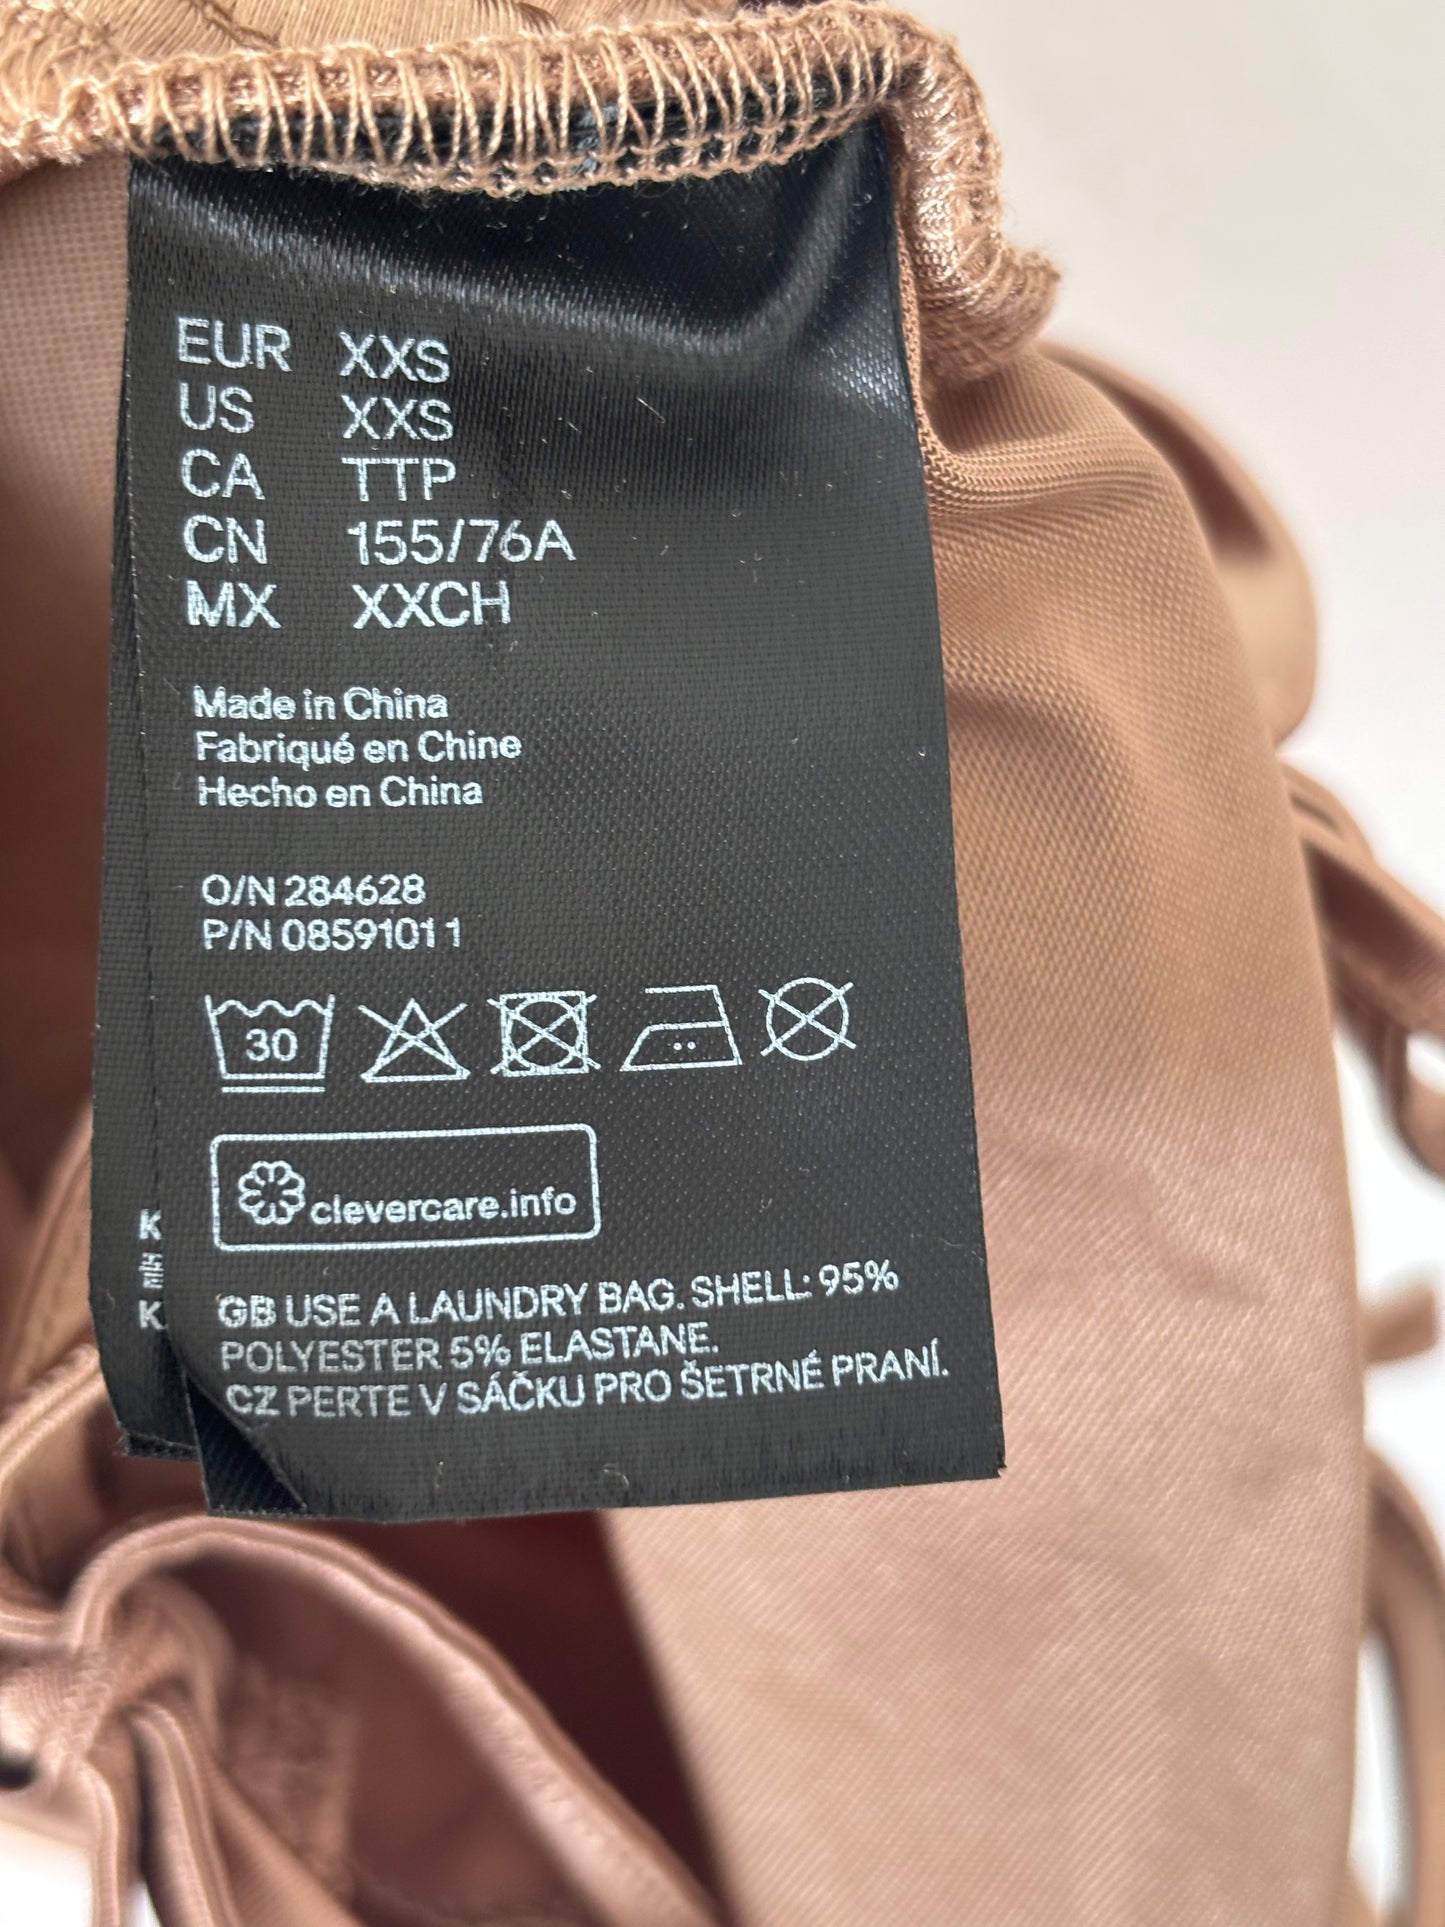 EUR XXS
US XXS
CA TTP
CN 155/76A
MX XXCH
Made in China
Fabriqué en Chine
Hecho en China
O/N 284628
P/N 0859101 1
30
clevercare.info
K
K
GB USE A LAUNDRY BAG. SHELL: 95%
POLYESTER 5% ELASTANE.
CZ PERTE V SÁČKU PRO ŠETRNÉ PRANÍ.